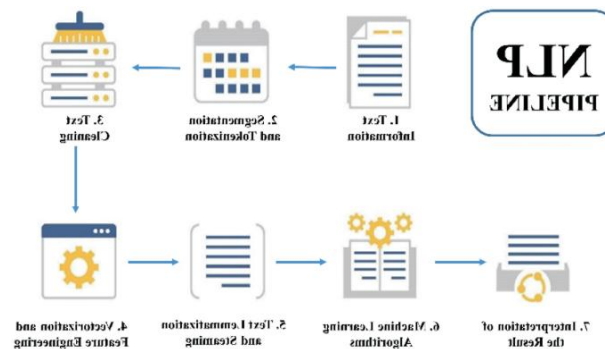 NLP
PIPELINE
1. Text
Information
2. Segmentation
and Tokenization
3. Text
Cleaning
4. Vectorization and
Feature Engineering
5. Text Lemmatization
and Steaming
6. Machine Learning
Algorithms
7. Interpretation of
the Result